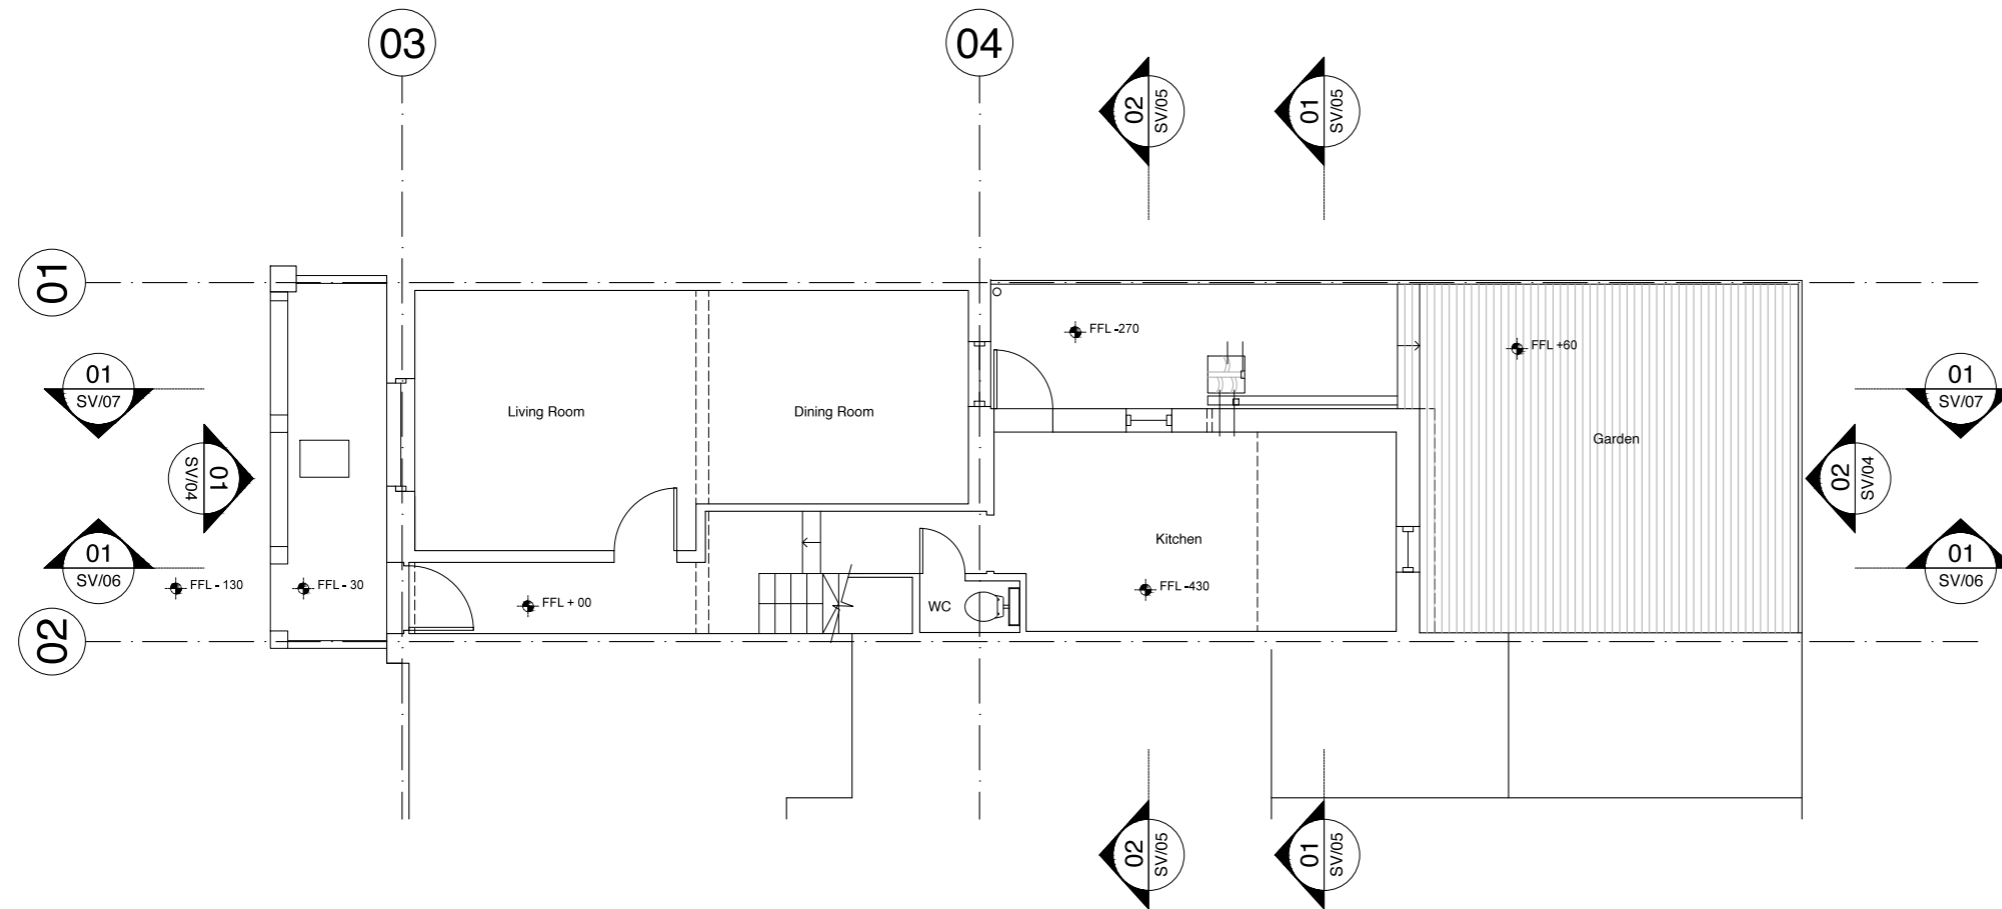 03
04
02
SV/05
01
SV/05
01
FFL -270
FFL +60
01
SV/07
01
SV/07
Living Room
Dining Room
Garden
01
SV/04
02
SV/04
Kitchen
01
SV/06
01
SV/06
FFL - 130
FFL - 30
FFL + 00
WC
FFL -430
02
02
SV/05
01
SV/05